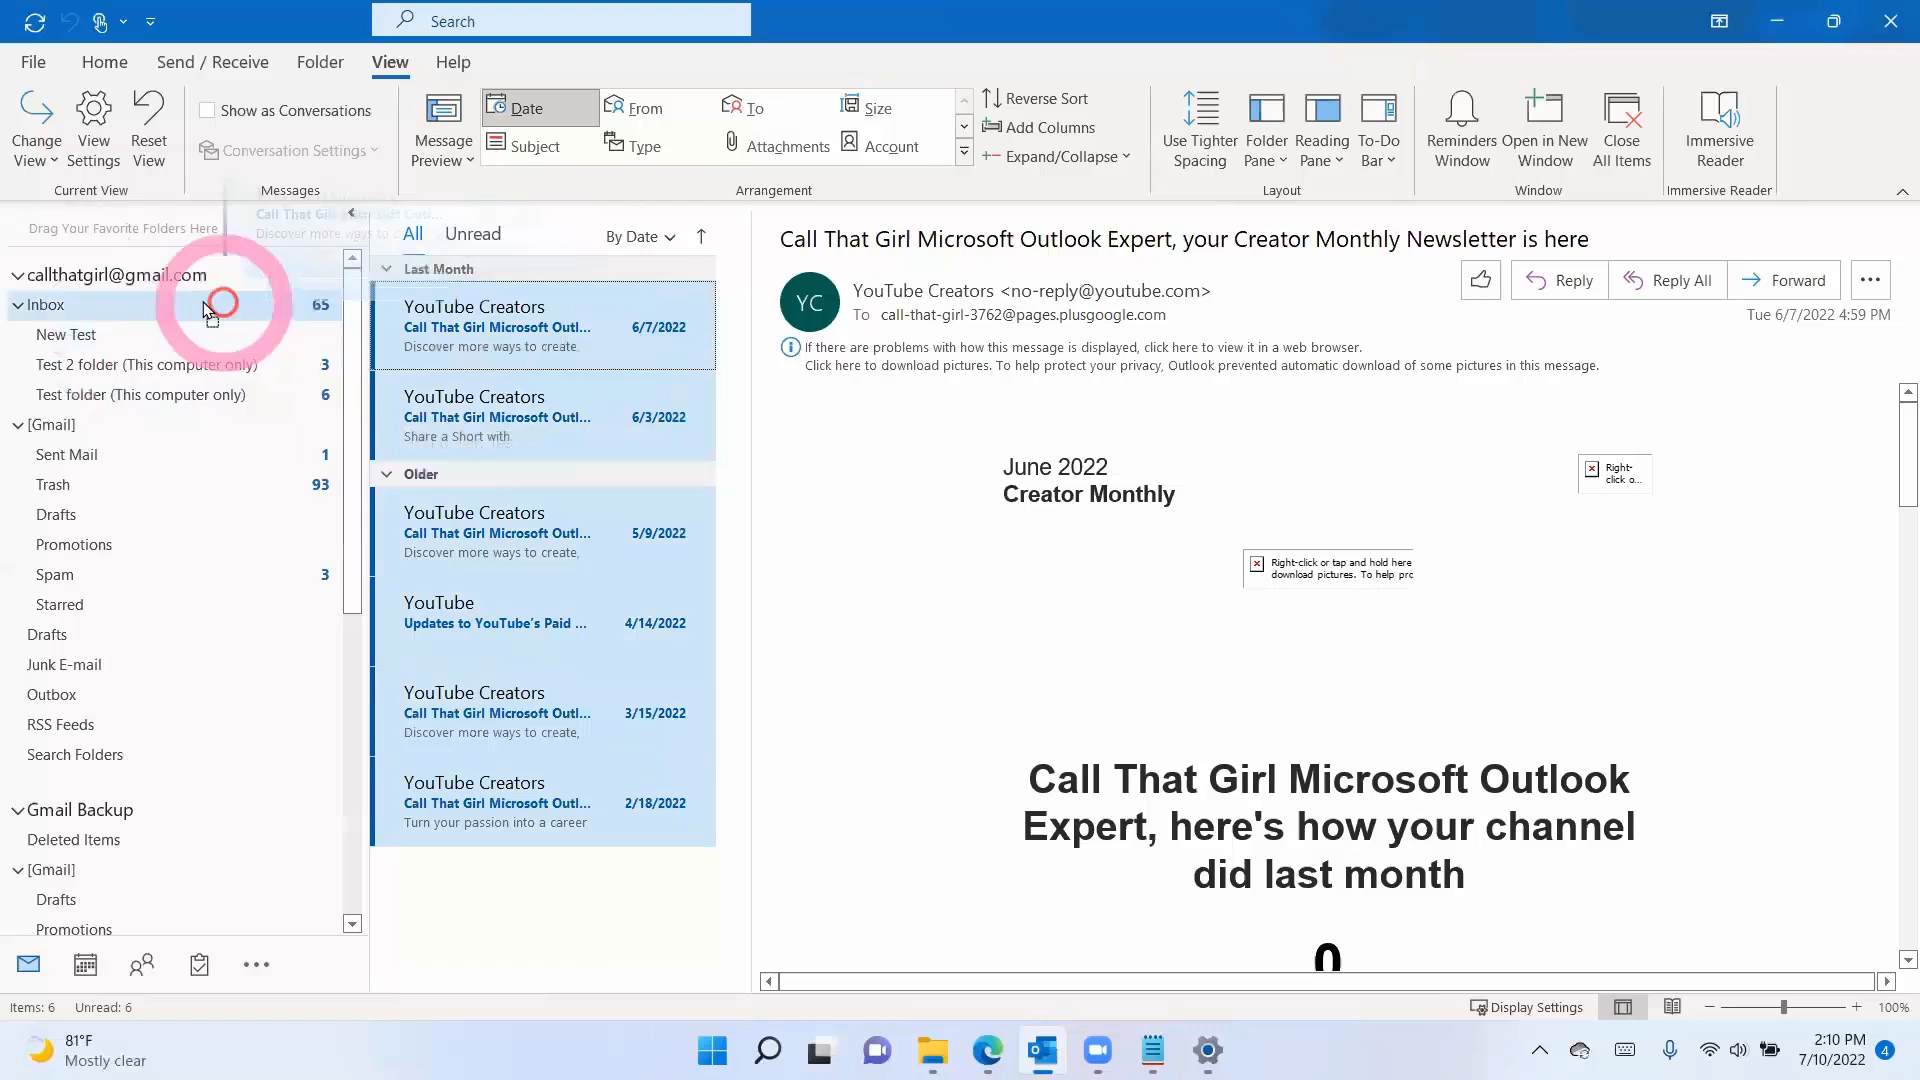 Search
File
Home
Send / Receive
Folder
View
Help
Change View
View Settings
Reset View
Current View
Show as Conversations
Conversation Settings
Messages
Message Preview
Date
From
To
Size
Subject
Type
Attachments
Account
Arrangement
Reverse Sort
Add Columns
Expand/Collapse
Use Tighter Spacing
Folder Pane
Reading Pane
To-Do Bar
Layout
Reminders Window
Open in New Window
Close All Items
Window
Immersive Reader
Immersive Reader
Drag Your Favorite Folders Here
callthatgirl@gmail.com
Inbox 65
New Test
Test 2 folder (This computer only) 3
Test folder (This computer only) 6
[Gmail]
Sent Mail 1
Trash 93
Drafts
Promotions
Spam 3
Starred
Drafts
Junk E-mail
Outbox
RSS Feeds
Search Folders
Gmail Backup
Deleted Items
[Gmail]
Drafts
Promotions
All Unread By Date
Last Month
YouTube Creators
Call That Girl Microsoft Outl... 6/7/2022
Discover more ways to create,
YouTube Creators
Call That Girl Microsoft Outl... 6/3/2022
Share a Short with
Older
YouTube Creators
Call That Girl Microsoft Outl... 5/9/2022
Discover more ways to create,
YouTube
Updates to YouTube's Paid ... 4/14/2022
YouTube Creators
Call That Girl Microsoft Outl... 3/15/2022
Discover more ways to create,
YouTube Creators
Call That Girl Microsoft Outl... 2/18/2022
Turn your passion into a career
Call That Girl Microsoft Outlook Expert, your Creator Monthly Newsletter is here
YC
YouTube Creators <no-reply@youtube.com>
To call-that-girl-3762@pages.plusgoogle.com
Reply
Reply All
Forward
Tue 6/7/2022 4:59 PM
If there are problems with how this message is displayed, click here to view it in a web browser.
Click here to download pictures. To help protect your privacy, Outlook prevented automatic download of some pictures in this message.
June 2022
Creator Monthly
Right-
click o...
Right-click or tap and hold here
download pictures. To help prc
Call That Girl Microsoft Outlook
Expert, here's how your channel
did last month
0
Items: 6 Unread: 6
Display Settings
100%
81°F
Mostly clear
2:10 PM
7/10/2022
4